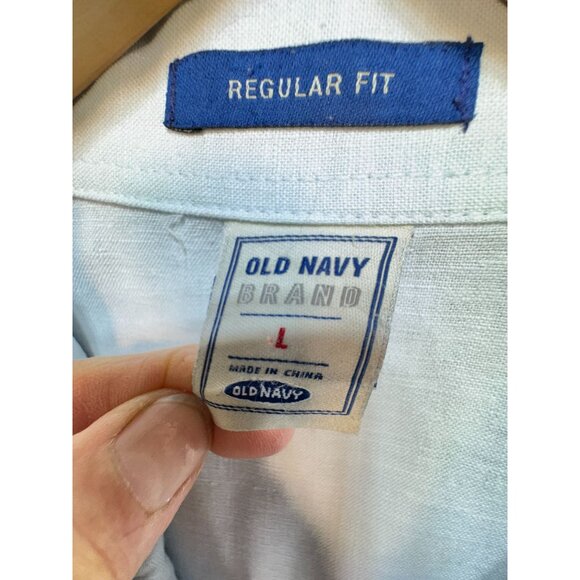 REGULAR FIT
OLD NAVY
BRAND
L
MADE IN CHINA
OLD NAVY